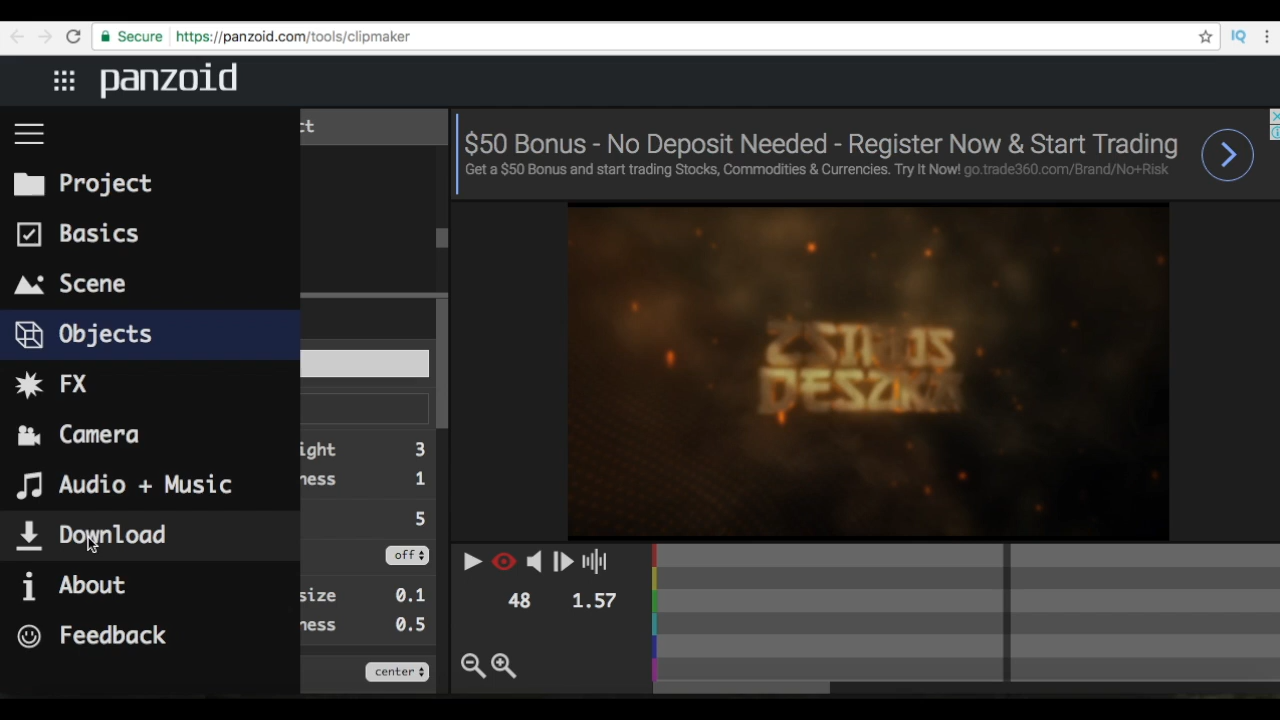 Secure https://panzoid.com/tools/clipmaker
IQ
panzoid
ct
$50 Bonus - No Deposit Needed - Register Now & Start Trading
Get a $50 Bonus and start trading Stocks, Commodities & Currencies. Try It Now! go.trade360.com/Brand/No+Risk
Project
Basics
Scene
Objects
FX
Camera
Audio + Music
Download
About
Feedback
ight 3
ness 1
5
off
size 0.1
ness 0.5
center
DESZKA
48 1.57